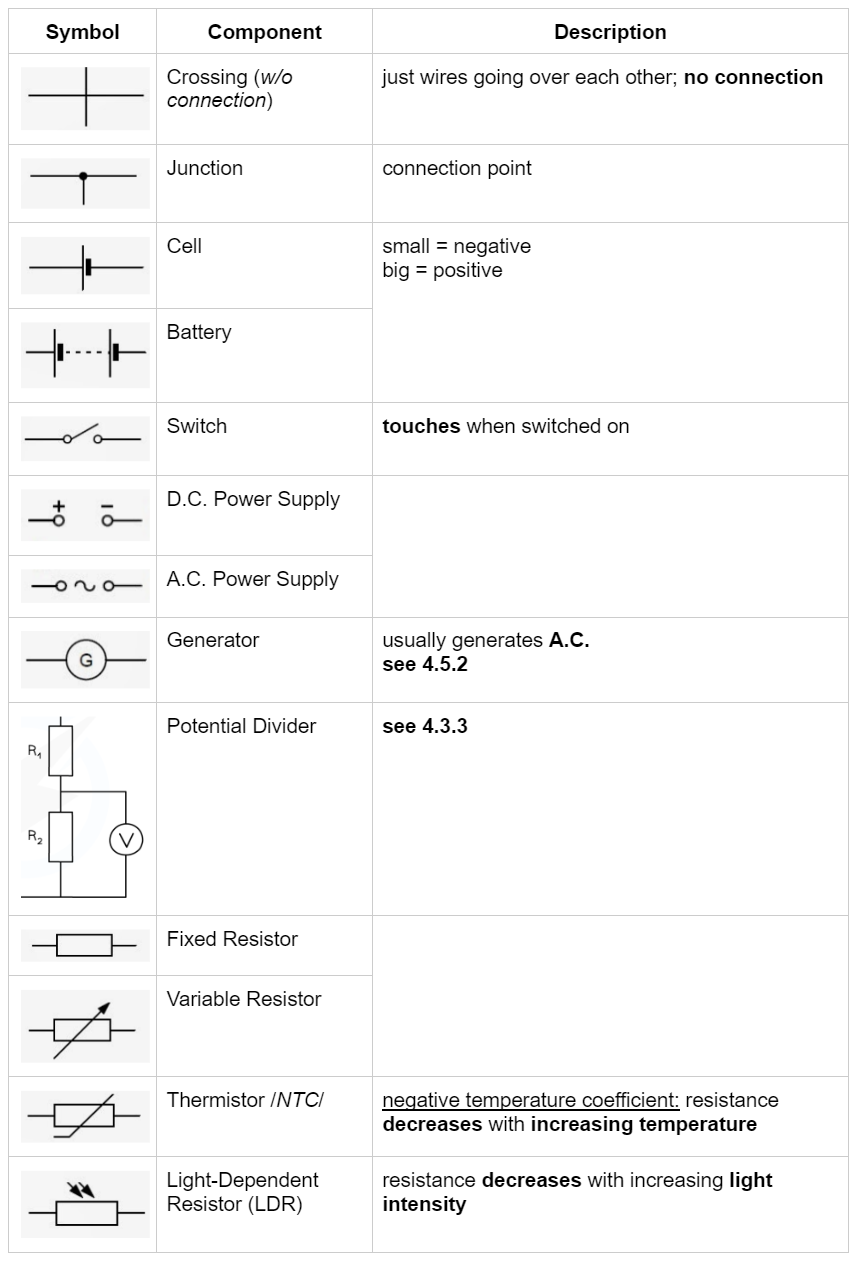 Symbol
Component
Description
Crossing (w/o
connection)
just wires going over each other; no connection
Junction
connection point
Cell
small = negative
big = positive
Battery
Switch
touches when switched on
+ −
D.C. Power Supply
A.C. Power Supply
G
Generator
usually generates A.C.
see 4.5.2
R1
R2
V
Potential Divider
see 4.3.3
Fixed Resistor
Variable Resistor
Thermistor /NTC/
negative temperature coefficient: resistance
decreases with increasing temperature
Light-Dependent
Resistor (LDR)
resistance decreases with increasing light
intensity